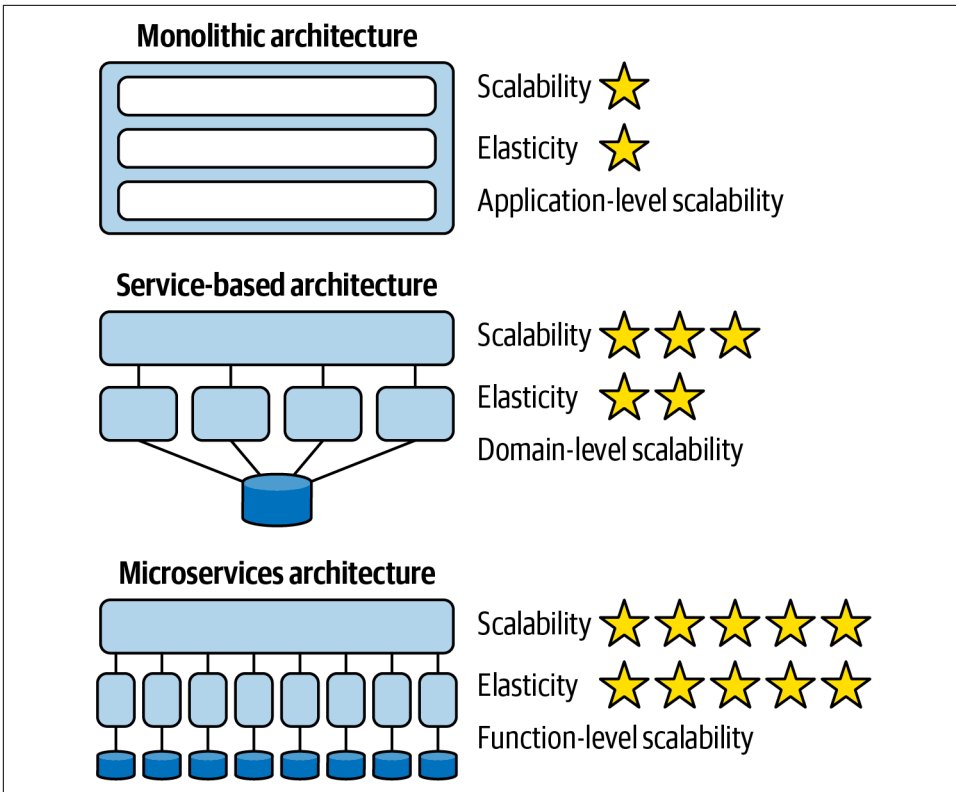 Monolithic architecture
Scalability
Elasticity
Application-level scalability
Service-based architecture
Scalability
Elasticity
Domain-level scalability
Microservices architecture
Scalability
Elasticity
Function-level scalability